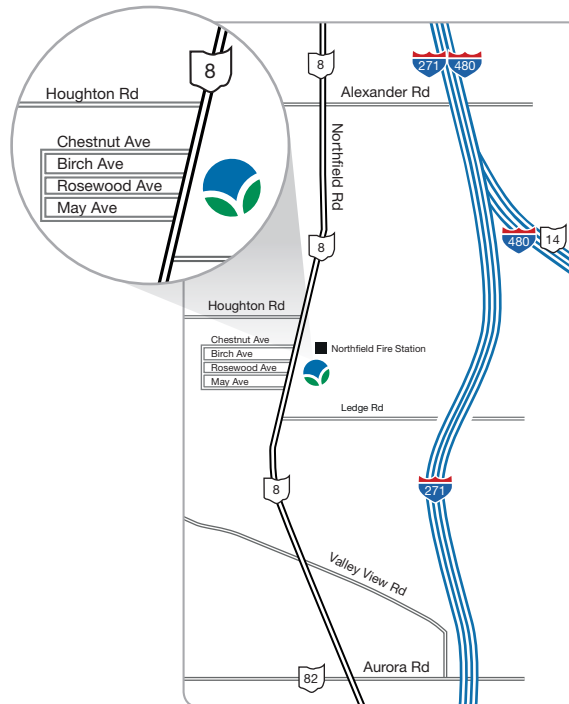 8
Houghton Rd
Chestnut Ave
Birch Ave
Rosewood Ave
May Ave
8
271
480
Alexander Rd
Northfield Rd
8
480
14
Houghton Rd
Chestnut Ave
Birch Ave
Rosewood Ave
May Ave
Northfield Fire Station
Ledge Rd
8
271
Valley View Rd
Aurora Rd
82